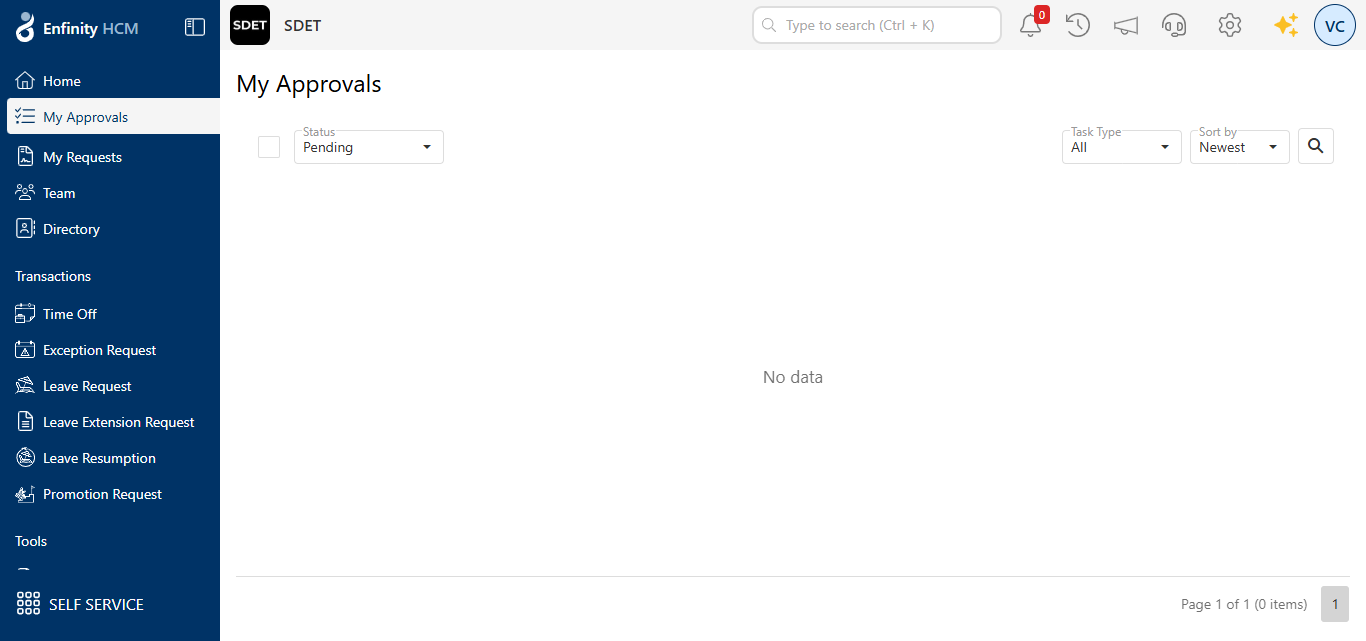 Enfinity HCM
SDET
SDET
Type to search (Ctrl + K)
0
VC
Home
My Approvals
My Requests
Team
Directory
Transactions
Time Off
Exception Request
Leave Request
Leave Extension Request
Leave Resumption
Promotion Request
Tools
SELF SERVICE
My Approvals
Status
Pending
Task Type
All
Sort by
Newest
No data
Page 1 of 1 (0 items)
1